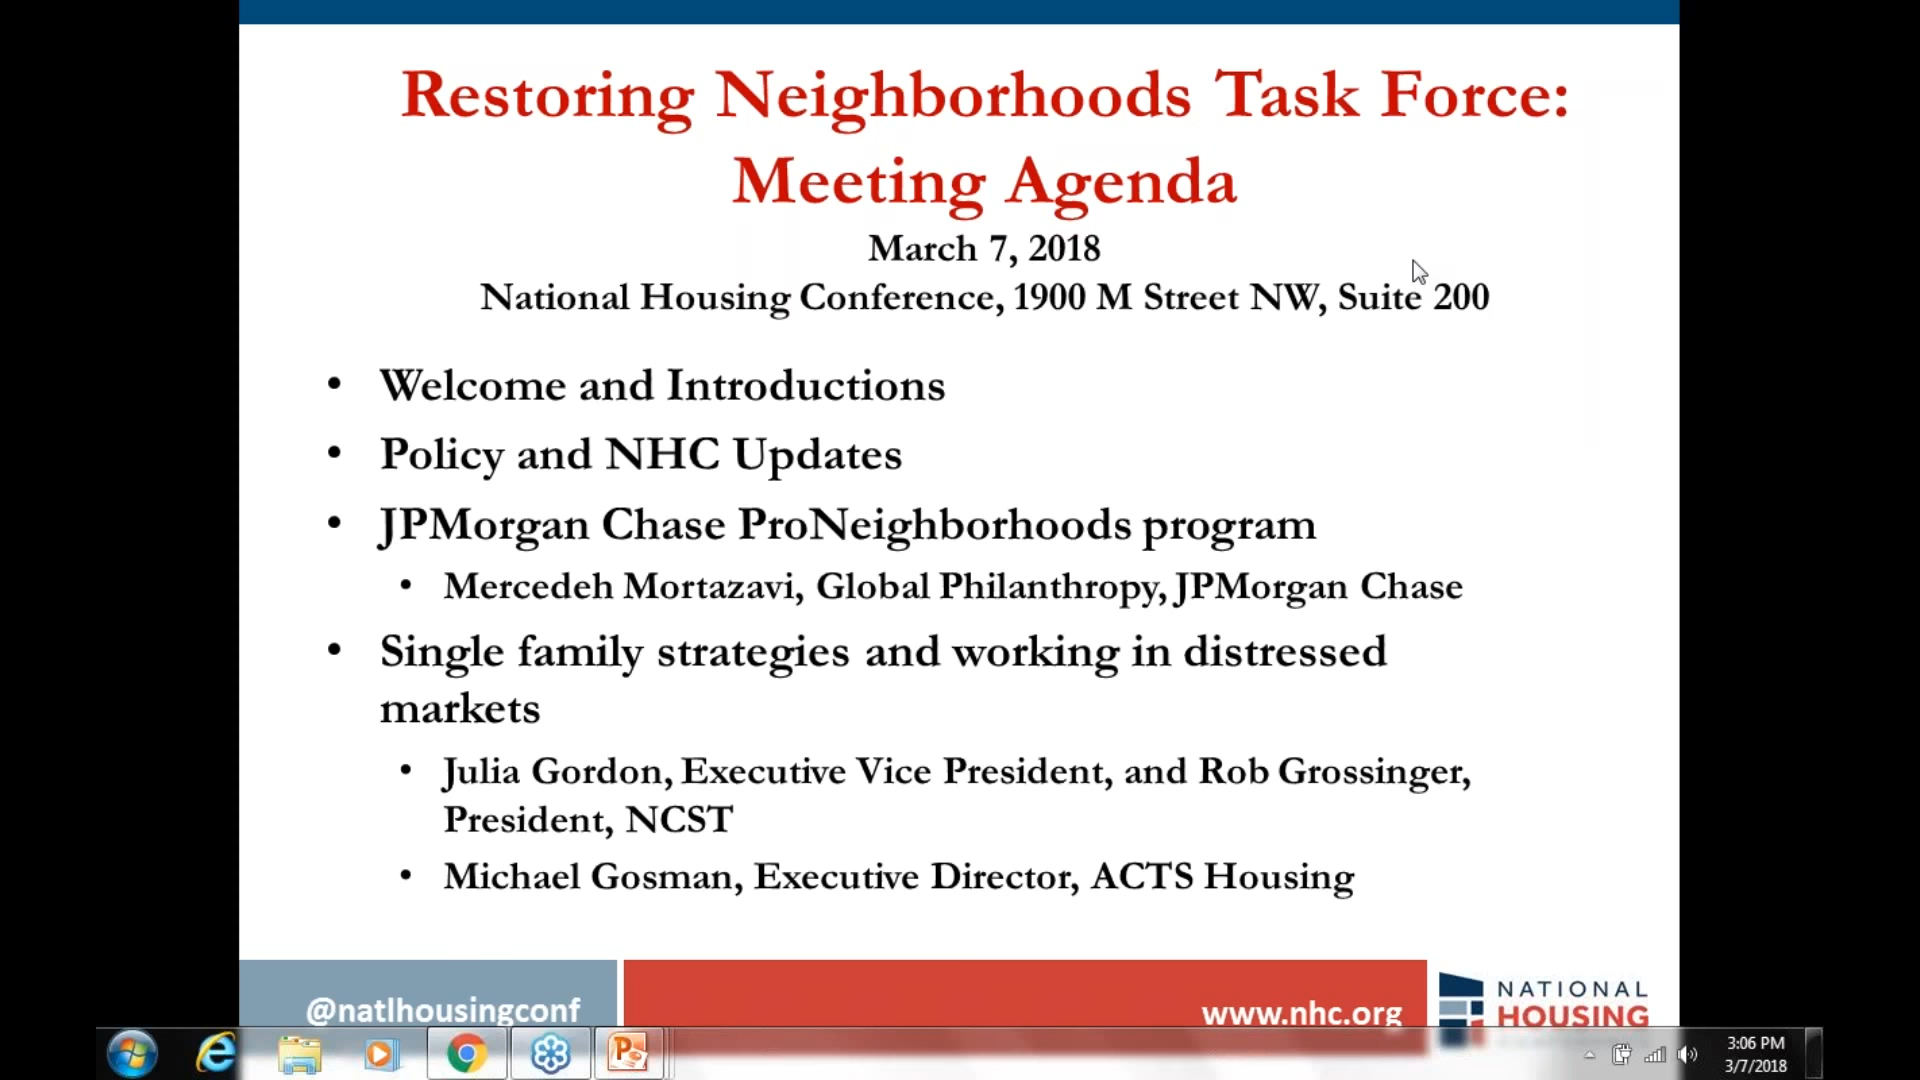 Restoring Neighborhoods Task Force:
Meeting Agenda
March 7, 2018
National Housing Conference, 1900 M Street NW, Suite 200
• Welcome and Introductions
• Policy and NHC Updates
• JPMorgan Chase ProNeighborhoods program
• Mercedeh Mortazavi, Global Philanthropy, JPMorgan Chase
• Single family strategies and working in distressed
markets
• Julia Gordon, Executive Vice President, and Rob Grossinger,
President, NCST
• Michael Gosman, Executive Director, ACTS Housing
@natlhousingconf
www.nhc.org
NATIONAL
HOUSING
3:06 PM
3/7/2018